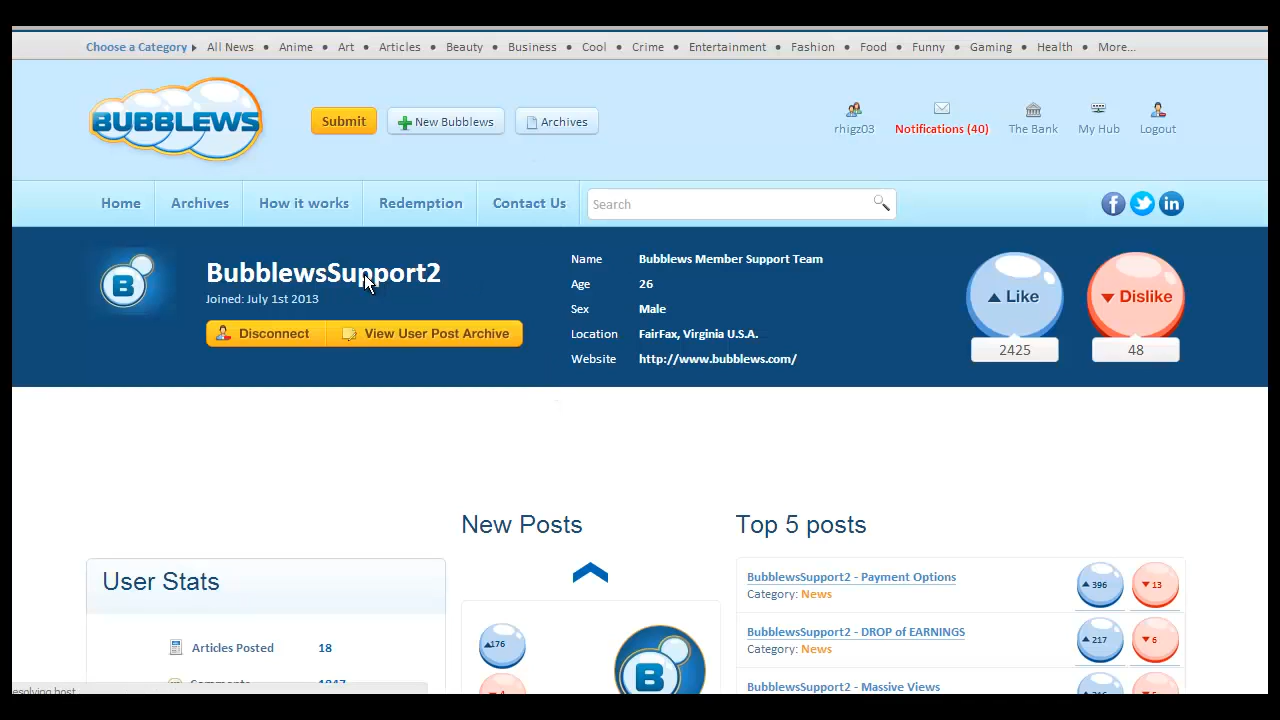 Choose a Category All News • Anime • Art • Articles • Beauty • Business • Cool • Crime • Entertainment • Fashion • Food • Funny • Gaming • Health • More...
BUBBLEWS
Submit New Bubblews Archives
rhigz03 Notifications (40) The Bank My Hub Logout
Home Archives How it works Redemption Contact Us Search
BubblewsSupport2
Joined: July 1st 2013
Disconnect View User Post Archive
Name Bubblews Member Support Team
Age 26
Sex Male
Location FairFax, Virginia U.S.A.
Website http://www.bubblews.com/
Like Dislike
2425 48
User Stats
Articles Posted 18
Comments 1847
New Posts
176
B
Top 5 posts
BubblewsSupport2 - Payment Options
Category: News
396 13
BubblewsSupport2 - DROP of EARNINGS
Category: News
217 6
BubblewsSupport2 - Massive Views
esolving host